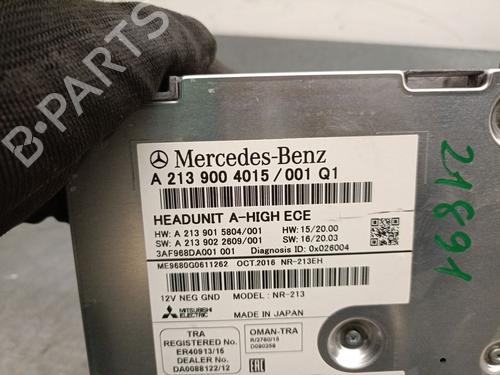 Mercedes-Benz
A 213 900 4015 / 001 Q1
HEADUNIT A-HIGH ECE
HW: A 213 901 5804/001 HW: 15/20.00
SW: A 213 902 2609/001 SW: 16/20.03
3AF968DA001 001 Diagnosis ID: 0x026004
ME9680G0611262 OCT.2016 NR-213EH
12V NEG GND MODEL : NR-213
MITSUBISHI ELECTRIC MADE IN JAPAN
TRA
REGISTERED No.
ER40913/15
DEALER No.
DA0088122/12
OMAN-TRA
R/2760/15
D080258
EAC
21891
B-PARTS